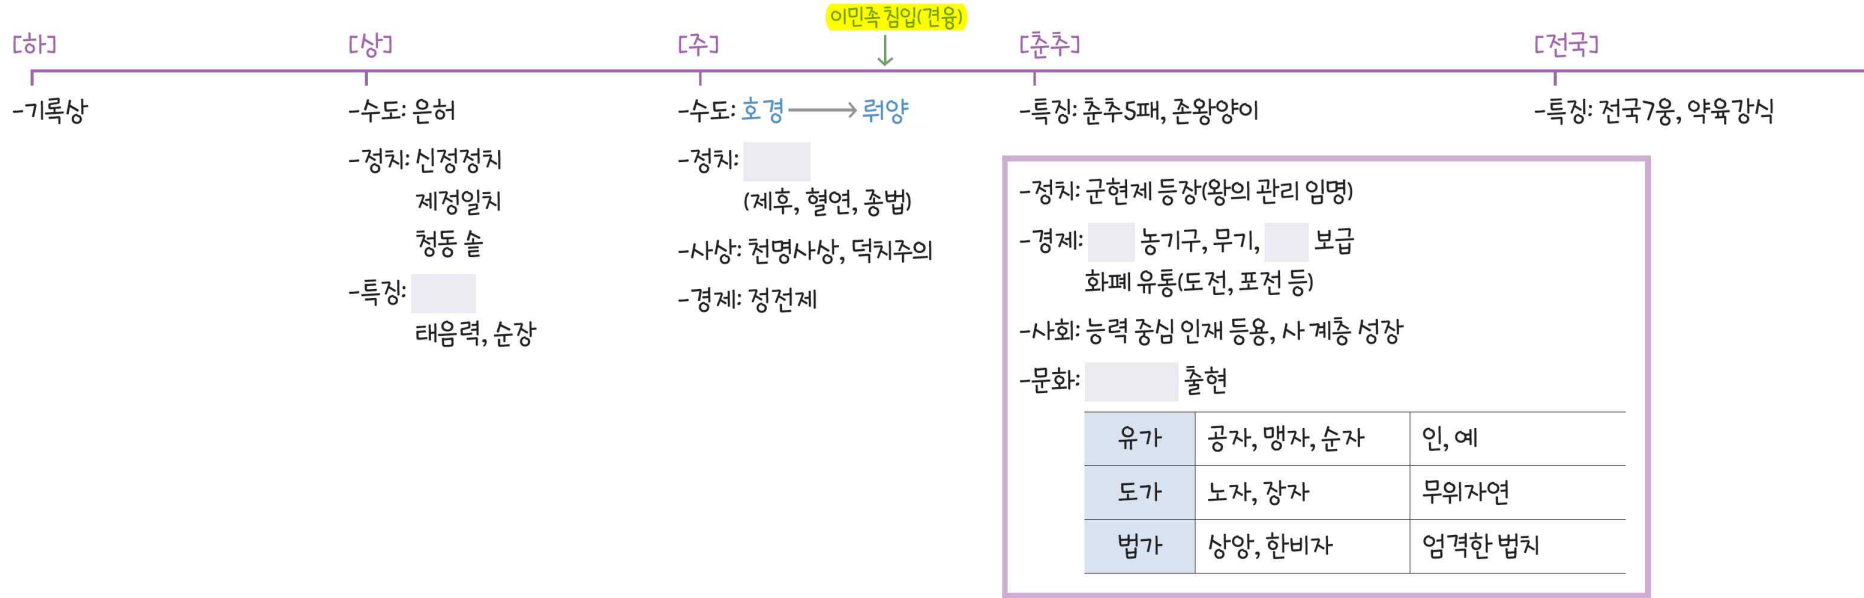 이민족 침입(견융)
[하]
-기록상
[상]
-수도: 은허
-정치: 신정정치
제정일치
청동 솥
-특징:
태음력, 순장
[주]
-수도: 호경 → 뤄양
-정치:
(제후, 혈연, 종법)
-사상: 천명사상, 덕치주의
-경제: 정전제
[춘추]
-특징: 춘추5패, 존왕양이
[전국]
-특징: 전국7웅, 약육강식
-정치: 군현제 등장(왕의 관리 임명)
-경제: 농기구, 무기, 보급
화폐 유통(도전, 포전 등)
-사회: 능력 중심 인재 등용, 사 계층 성장
-문화: 출현
유가 공자, 맹자, 순자 인, 예
도가 노자, 장자 무위자연
법가 상앙, 한비자 엄격한 법치